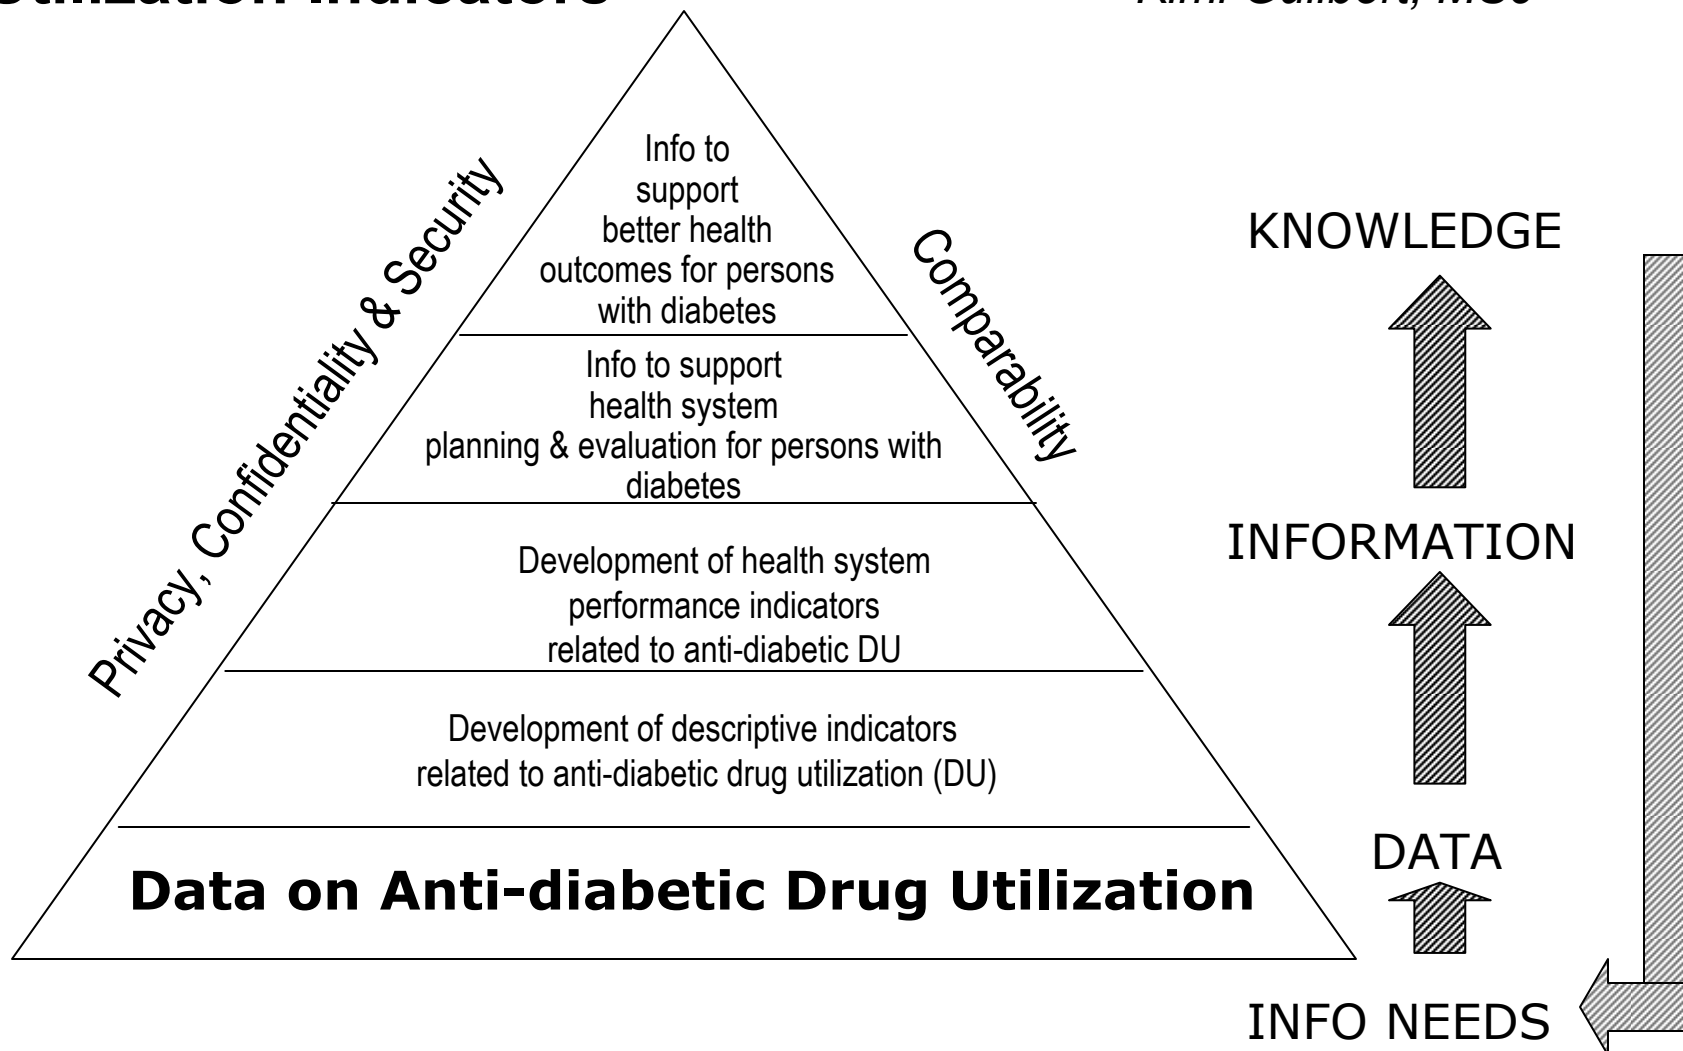 Utilization Indicators
Info to
support
better health
outcomes for persons
with diabetes
Info to support
health system
planning & evaluation for persons with
diabetes
Development of health system
performance indicators
related to anti-diabetic DU
Development of descriptive indicators
related to anti-diabetic drug utilization (DU)
Data on Anti-diabetic Drug Utilization
Privacy, Confidentiality & Security
Comparability
KNOWLEDGE
INFORMATION
DATA
INFO NEEDS